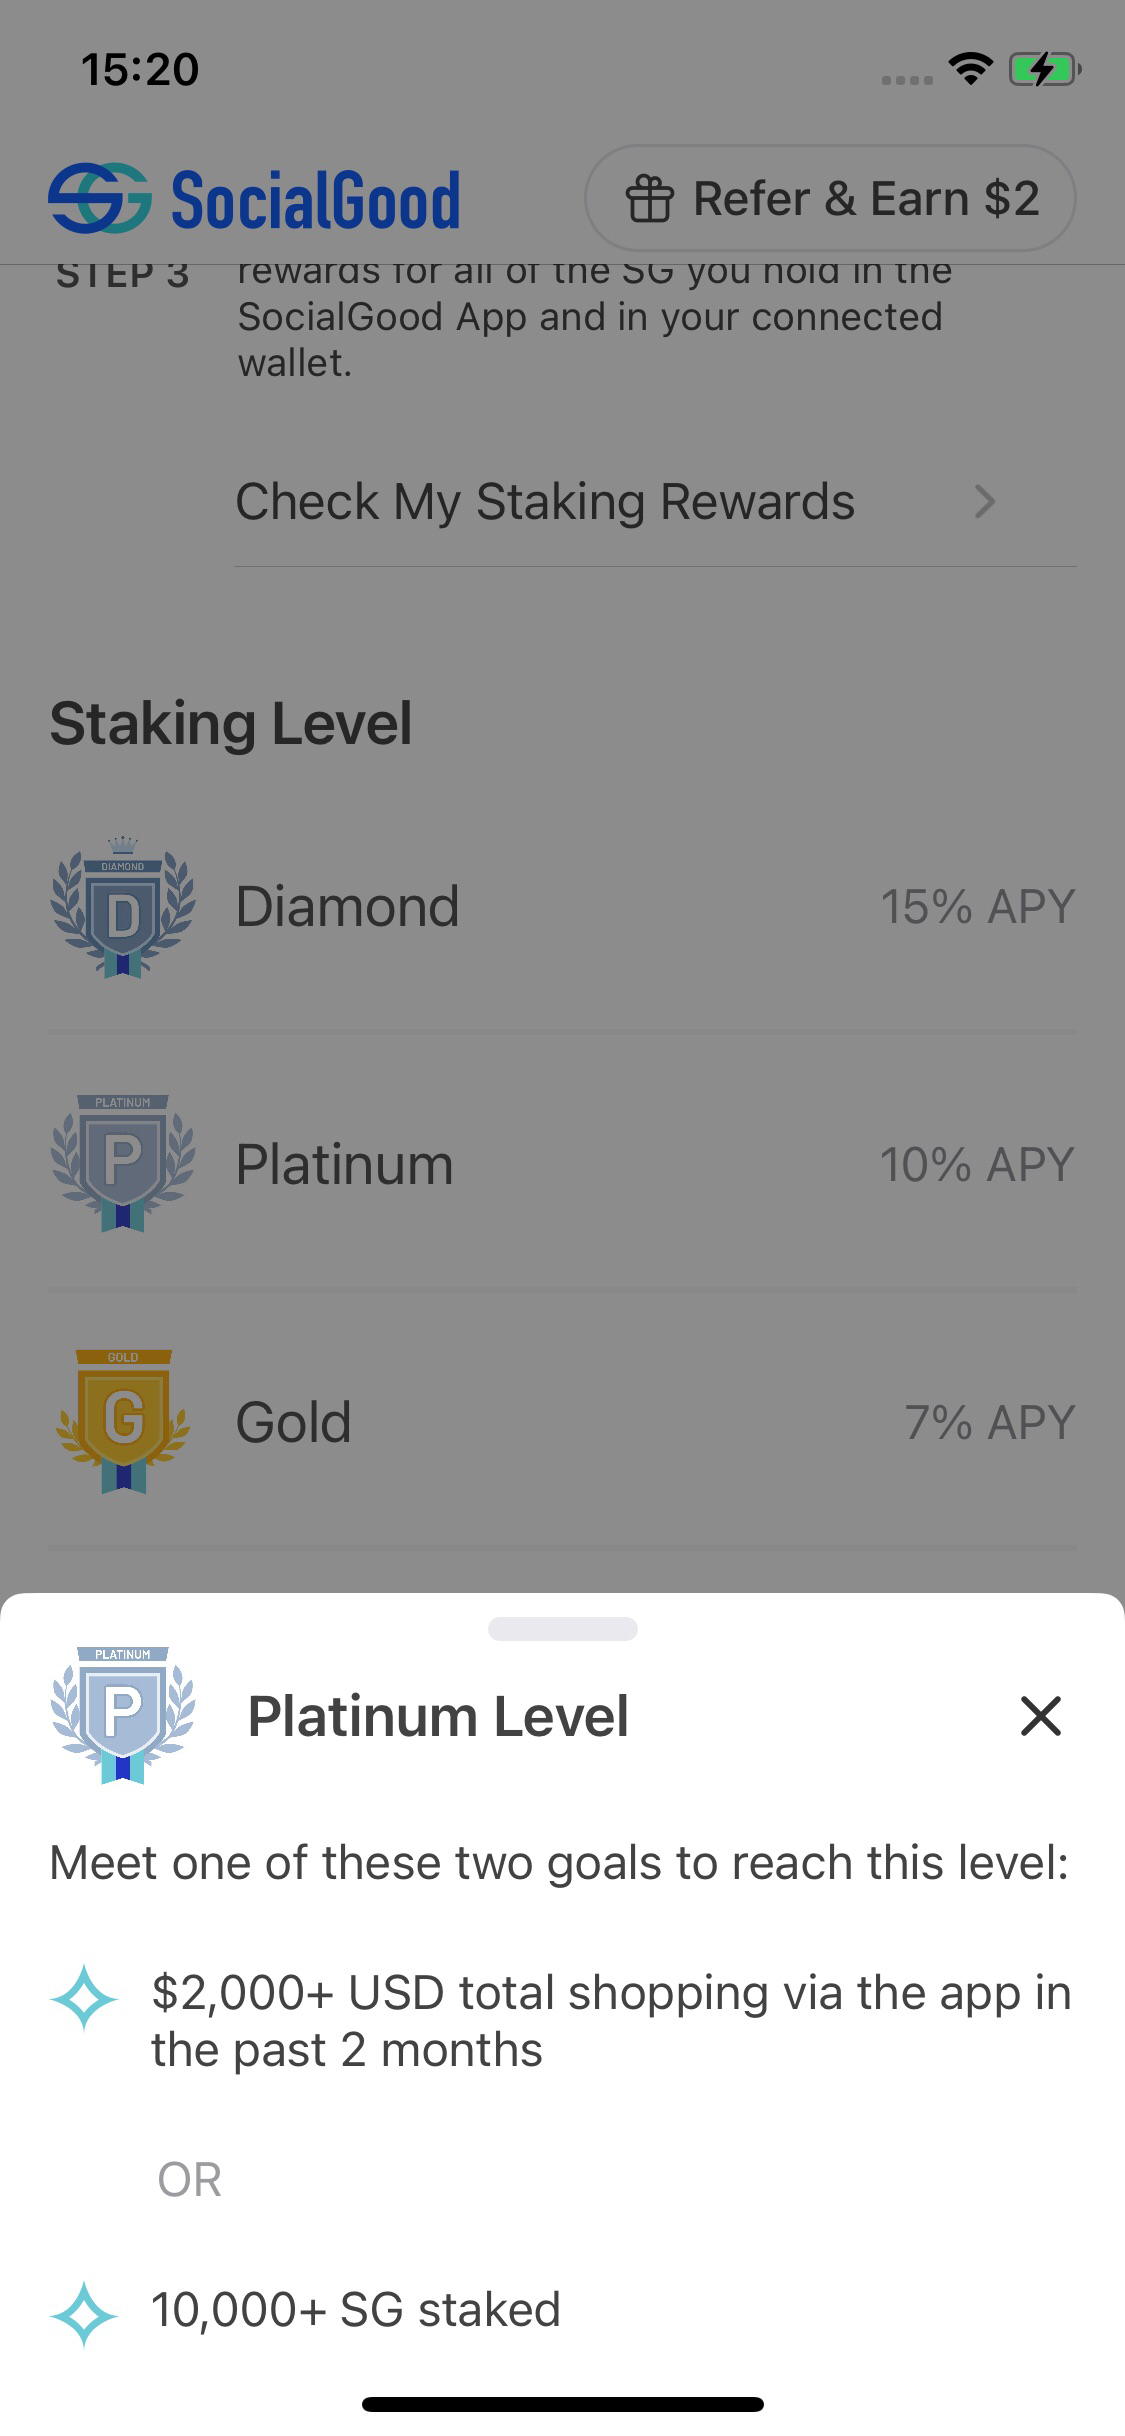 15:20
SocialGood
Refer & Earn $2
STEP 3
rewards for all of the SG you hold in the
SocialGood App and in your connected
wallet.
Check My Staking Rewards
Staking Level
DIAMOND
D
Diamond
15% APY
PLATINUM
P
Platinum
10% APY
GOLD
G
Gold
7% APY
PLATINUM
P
Platinum Level
Meet one of these two goals to reach this level:
$2,000+ USD total shopping via the app in
the past 2 months
OR
10,000+ SG staked